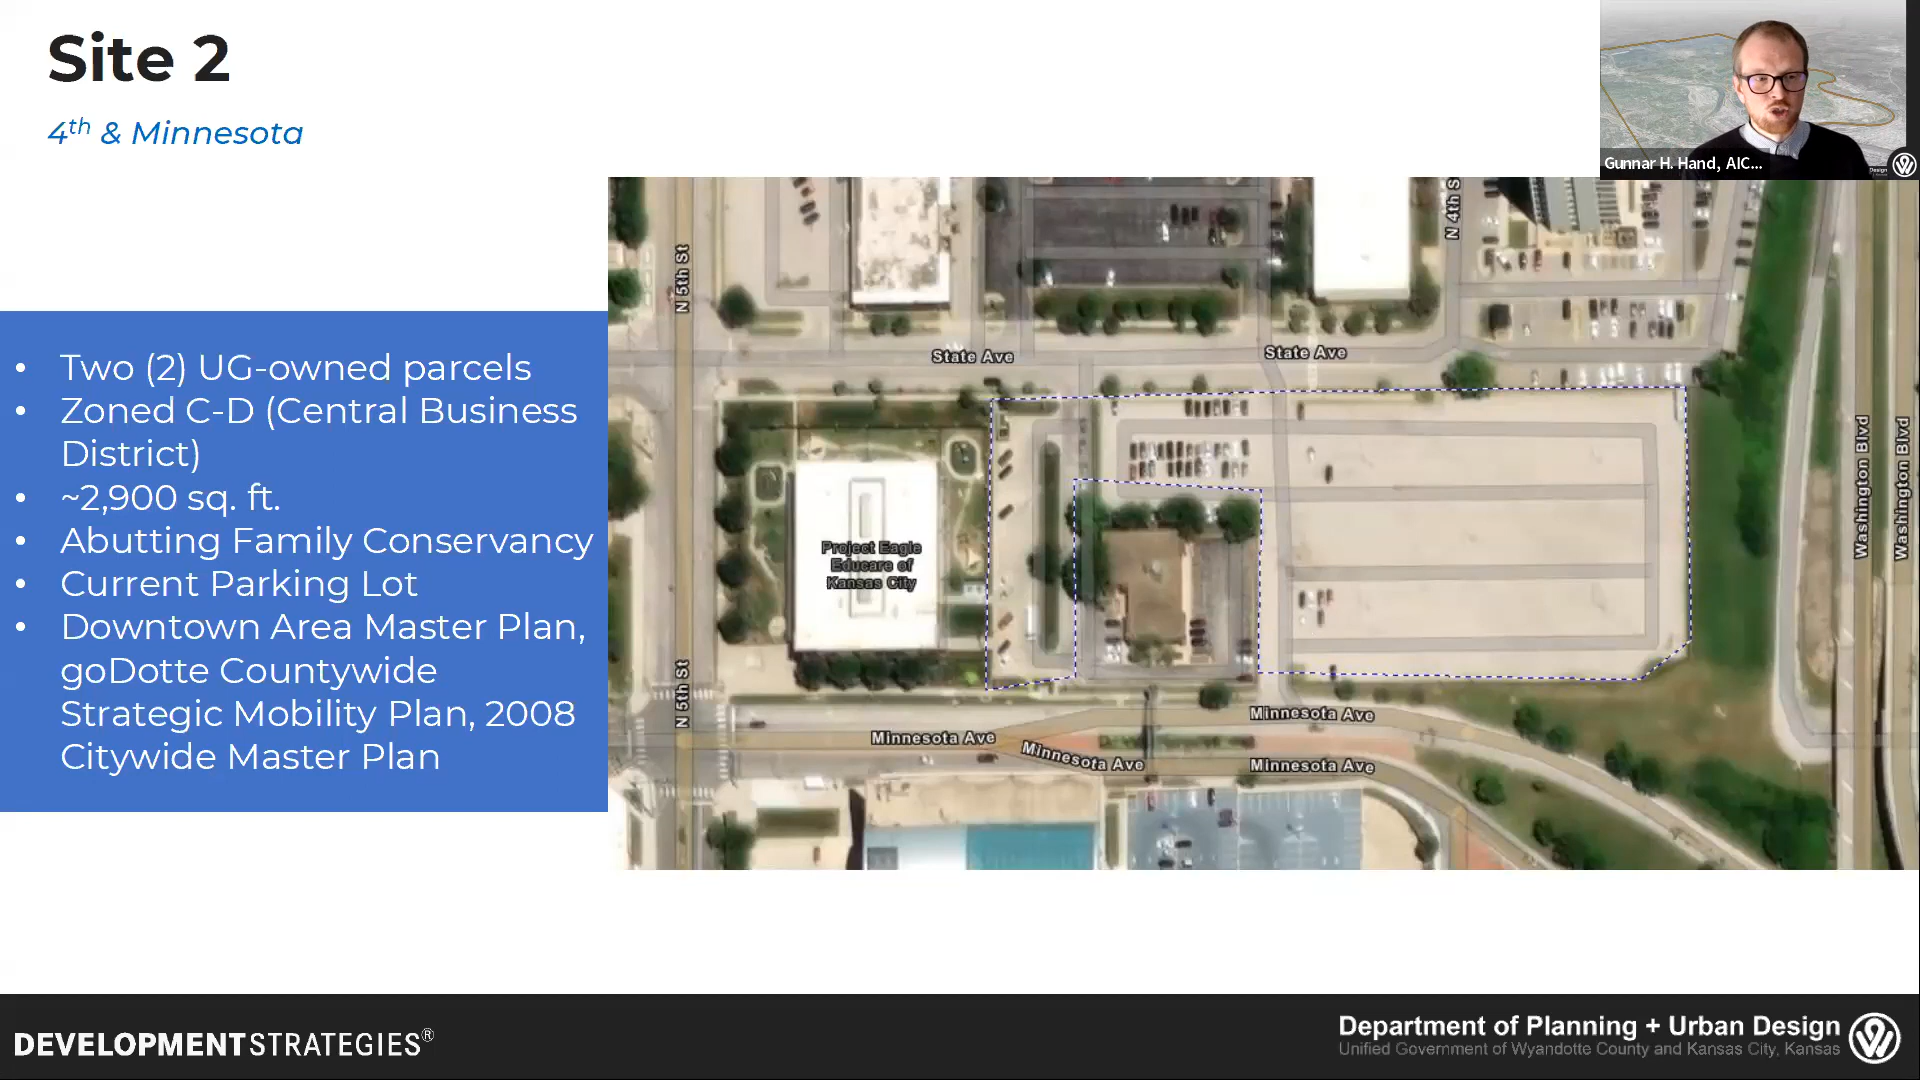 Site 2
4th & Minnesota
Gunnar H. Hand, AIC...
• Two (2) UG-owned parcels
• Zoned C-D (Central Business
District)
• ~2,900 sq. ft.
• Abutting Family Conservancy
• Current Parking Lot
• Downtown Area Master Plan,
goDotte Countywide
Strategic Mobility Plan, 2008
Citywide Master Plan
N 5th St
N 4th S
State Ave
State Ave
Project Eagle
Educare of
Kansas City
Washington Blvd
Washington Blvd
N 5th St
Minnesota Ave
Minnesota Ave
Minnesota Ave
Minnesota Ave
DEVELOPMENTSTRATEGIES®
Department of Planning + Urban Design
Unified Government of Wyandotte County and Kansas City, Kansas